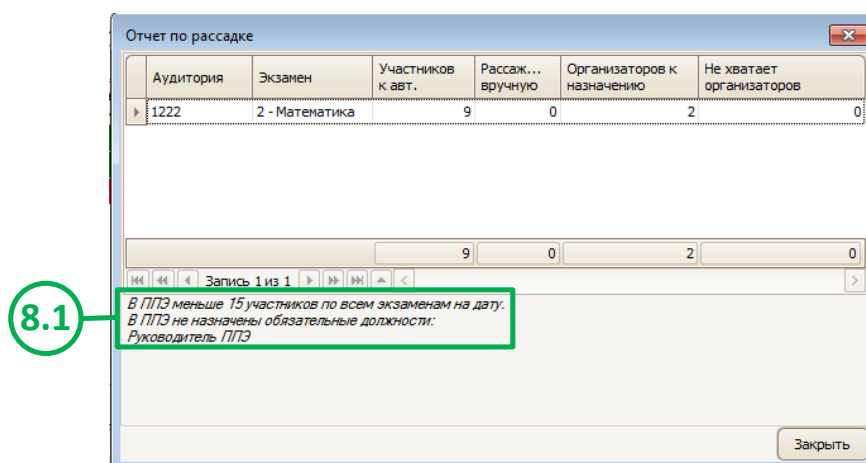 Отчет по рассадке
Аудитория Экзамен Участников к авт. Рассаж... вручную Организаторов к назначению Не хватает организаторов
1222 2 - Математика 9 0 2 0
9 0 2 0
Запись 1 из 1
8.1
В ППЭ меньше 15 участников по всем экзаменам на дату.
В ППЭ не назначены обязательные должности:
Руководитель ППЭ
Закрыть